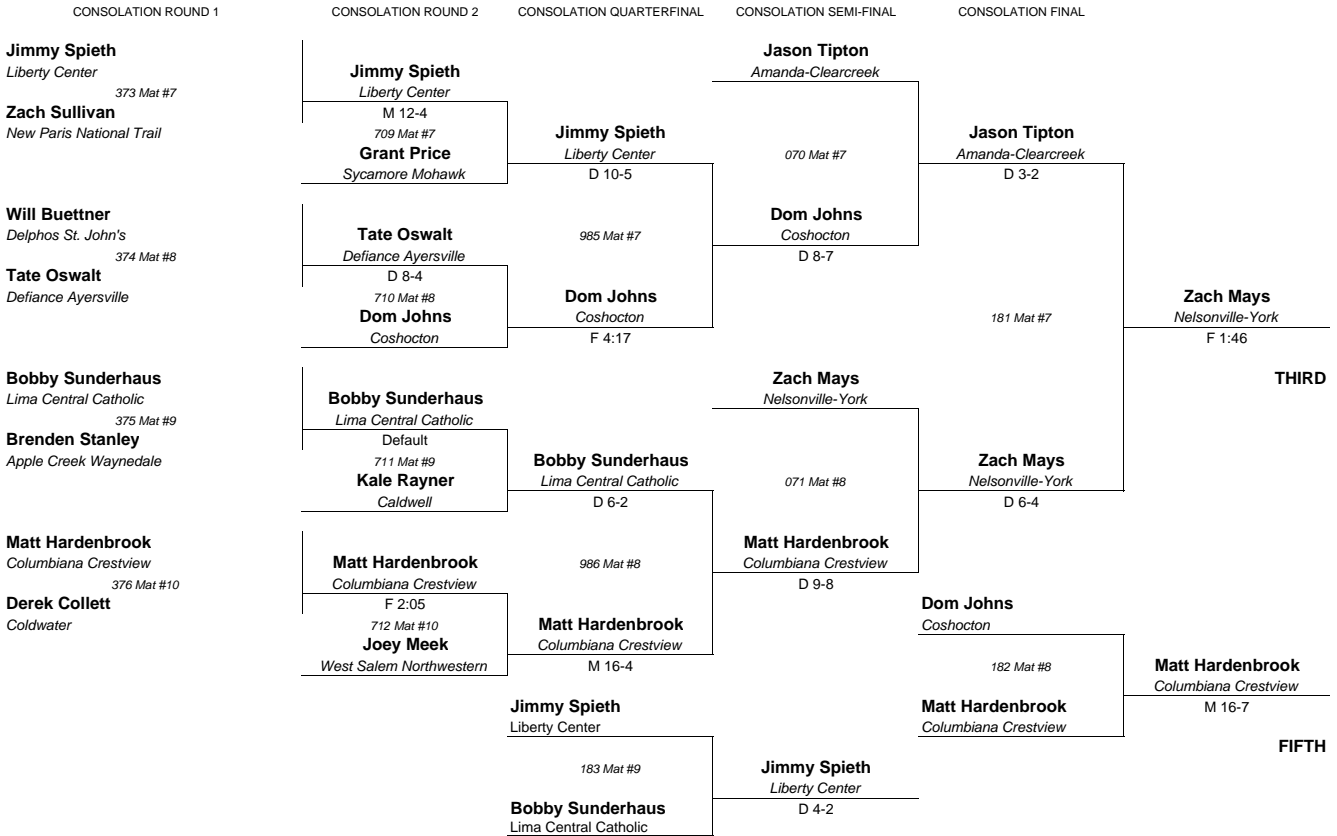 CONSOLATION ROUND 1
CONSOLATION ROUND 2
CONSOLATION QUARTERFINAL
CONSOLATION SEMI-FINAL
CONSOLATION FINAL
Jimmy Spieth
Liberty Center
373 Mat #7
Zach Sullivan
New Paris National Trail
Will Buettner
Delphos St. John's
374 Mat #8
Tate Oswalt
Defiance Ayersville
Bobby Sunderhaus
Lima Central Catholic
375 Mat #9
Brenden Stanley
Apple Creek Waynedale
Matt Hardenbrook
Columbiana Crestview
376 Mat #10
Derek Collett
Coldwater
Jimmy Spieth
Liberty Center
M 12-4
709 Mat #7
Grant Price
Sycamore Mohawk
Tate Oswalt
Defiance Ayersville
D 8-4
710 Mat #8
Dom Johns
Coshocton
Bobby Sunderhaus
Lima Central Catholic
Default
711 Mat #9
Kale Rayner
Caldwell
Matt Hardenbrook
Columbiana Crestview
F 2:05
712 Mat #10
Joey Meek
West Salem Northwestern
Jimmy Spieth
Liberty Center
D 10-5
985 Mat #7
Dom Johns
Coshocton
F 4:17
Bobby Sunderhaus
Lima Central Catholic
D 6-2
986 Mat #8
Matt Hardenbrook
Columbiana Crestview
M 16-4
Jimmy Spieth
Liberty Center
183 Mat #9
Bobby Sunderhaus
Lima Central Catholic
Jason Tipton
Amanda-Clearcreek
070 Mat #7
Dom Johns
Coshocton
D 8-7
Zach Mays
Nelsonville-York
071 Mat #8
Matt Hardenbrook
Columbiana Crestview
D 9-8
Jimmy Spieth
Liberty Center
D 4-2
Jason Tipton
Amanda-Clearcreek
D 3-2
181 Mat #7
Zach Mays
Nelsonville-York
D 6-4
Dom Johns
Coshocton
182 Mat #8
Matt Hardenbrook
Columbiana Crestview
Zach Mays
Nelsonville-York
F 1:46
THIRD
Matt Hardenbrook
Columbiana Crestview
M 16-7
FIFTH